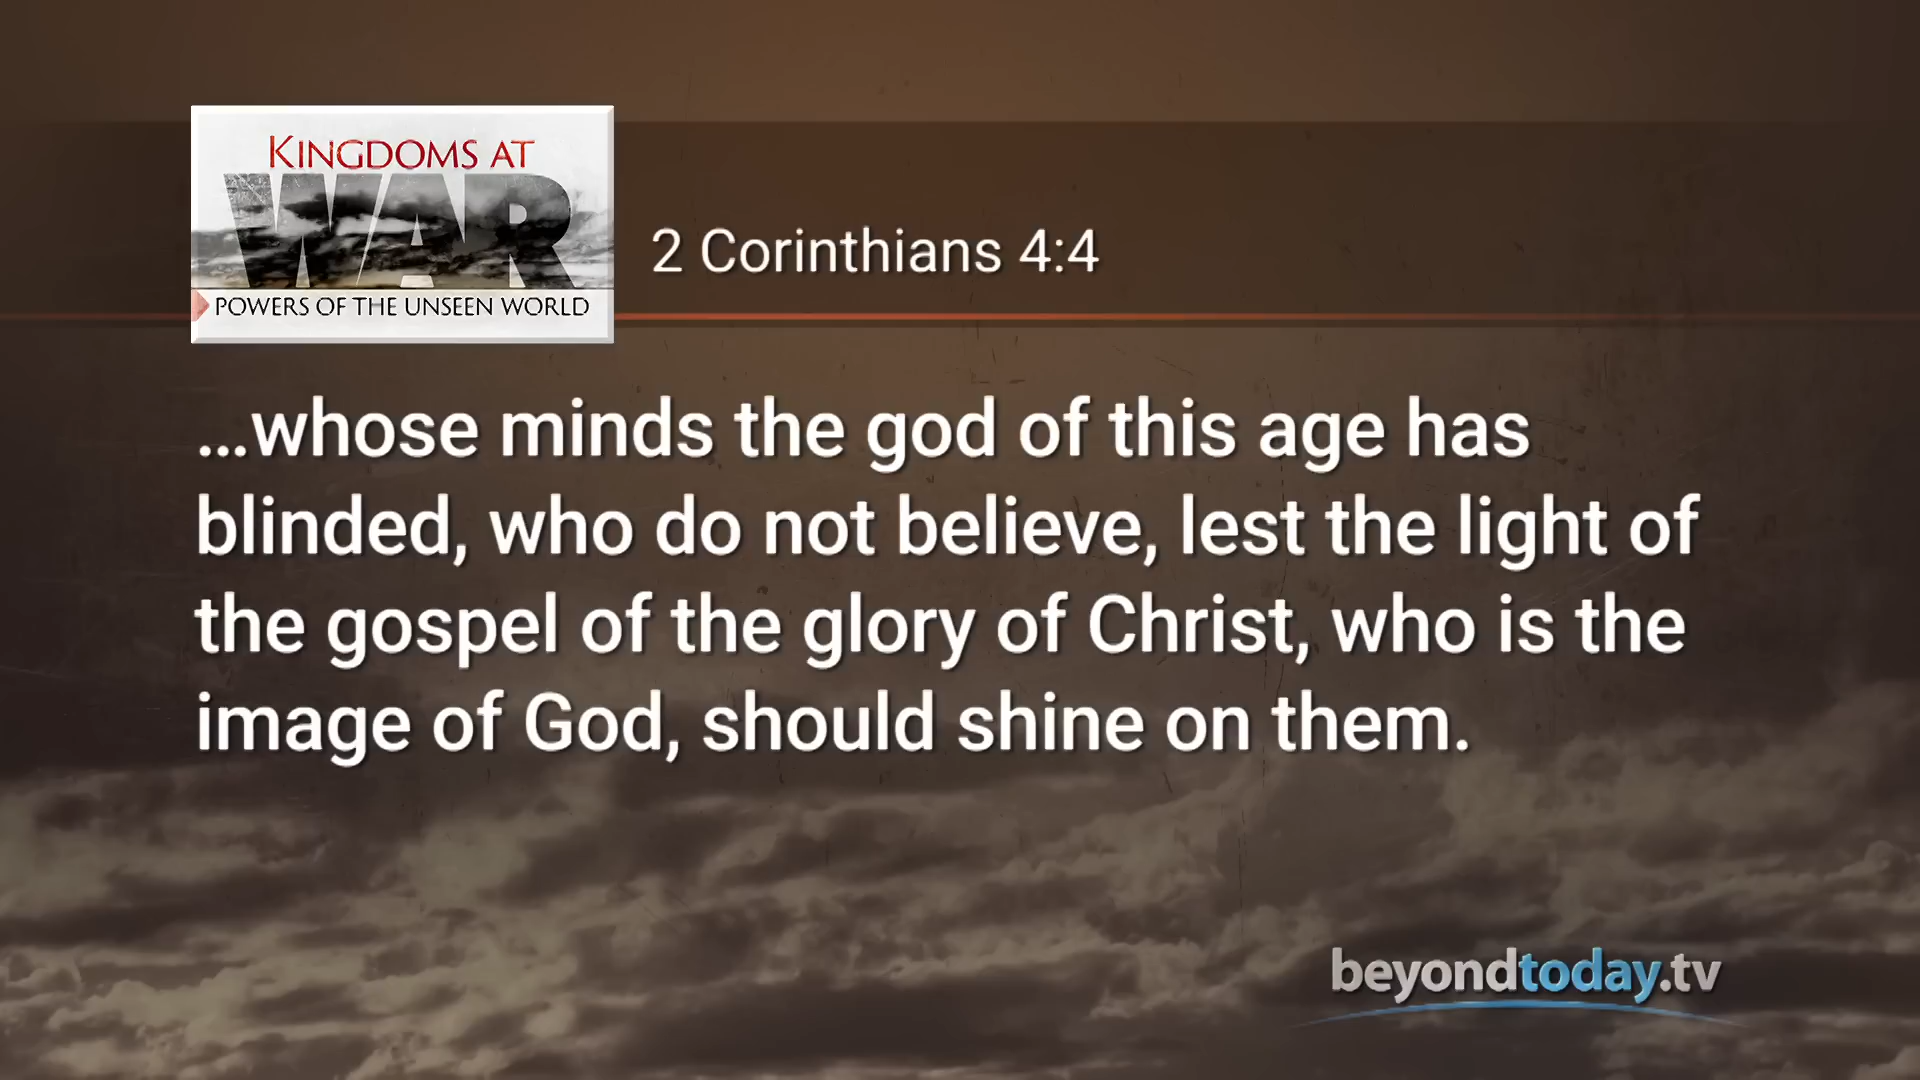 KINGDOMS AT
WAR
POWERS OF THE UNSEEN WORLD
2 Corinthians 4:4
...whose minds the god of this age has
blinded, who do not believe, lest the light of
the gospel of the glory of Christ, who is the
image of God, should shine on them.
beyondtoday.tv